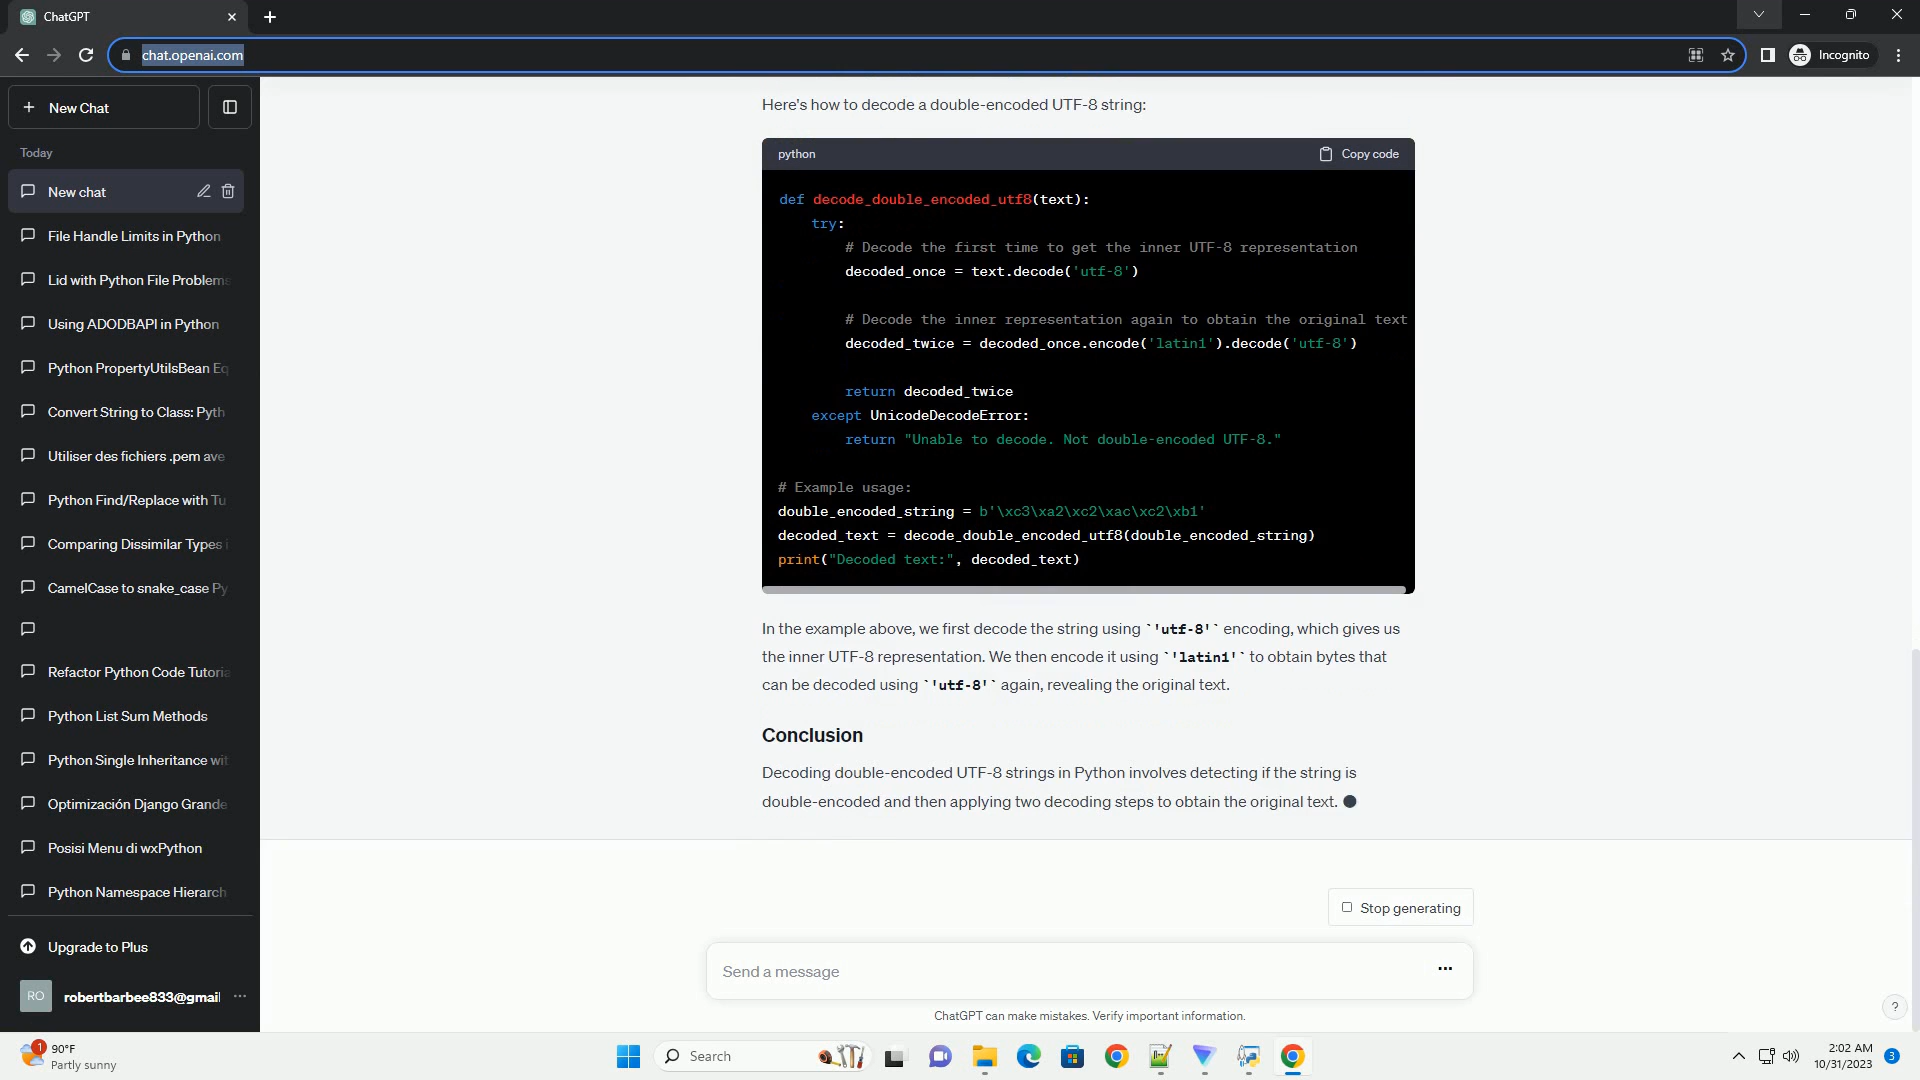 ChatGPT
chat.openai.com
Incognito
New Chat
Today
New chat
File Handle Limits in Python
Lid with Python File Problems
Using ADODBAPI in Python
Python PropertyUtilsBean Eq
Convert String to Class: Pyth
Utiliser des fichiers .pem ave
Python Find/Replace with Tu
Comparing Dissimilar Types i
CamelCase to snake_case Py
Refactor Python Code Tutoria
Python List Sum Methods
Python Single Inheritance wit
Optimización Django Grande
Posisi Menu di wxPython
Python Namespace Hierarch
Upgrade to Plus
RO
robertbarbee833@gmail
Here's how to decode a double-encoded UTF-8 string:
python
Copy code
def decode_double_encoded_utf8(text):
try:
# Decode the first time to get the inner UTF-8 representation
decoded_once = text.decode('utf-8')
# Decode the inner representation again to obtain the original text
decoded_twice = decoded_once.encode('latin1').decode('utf-8')
return decoded_twice
except UnicodeDecodeError:
return "Unable to decode. Not double-encoded UTF-8."
# Example usage:
double_encoded_string = b'\xc3\xa2\xc2\xac\xc2\xb1'
decoded_text = decode_double_encoded_utf8(double_encoded_string)
print("Decoded text:", decoded_text)
In the example above, we first decode the string using `'utf-8'` encoding, which gives us
the inner UTF-8 representation. We then encode it using `'latin1'` to obtain bytes that
can be decoded using `'utf-8'` again, revealing the original text.
Conclusion
Decoding double-encoded UTF-8 strings in Python involves detecting if the string is
double-encoded and then applying two decoding steps to obtain the original text.
Stop generating
Send a message
ChatGPT can make mistakes. Verify important information.
?
1
90°F
Partly sunny
Search
2:02 AM
10/31/2023
3